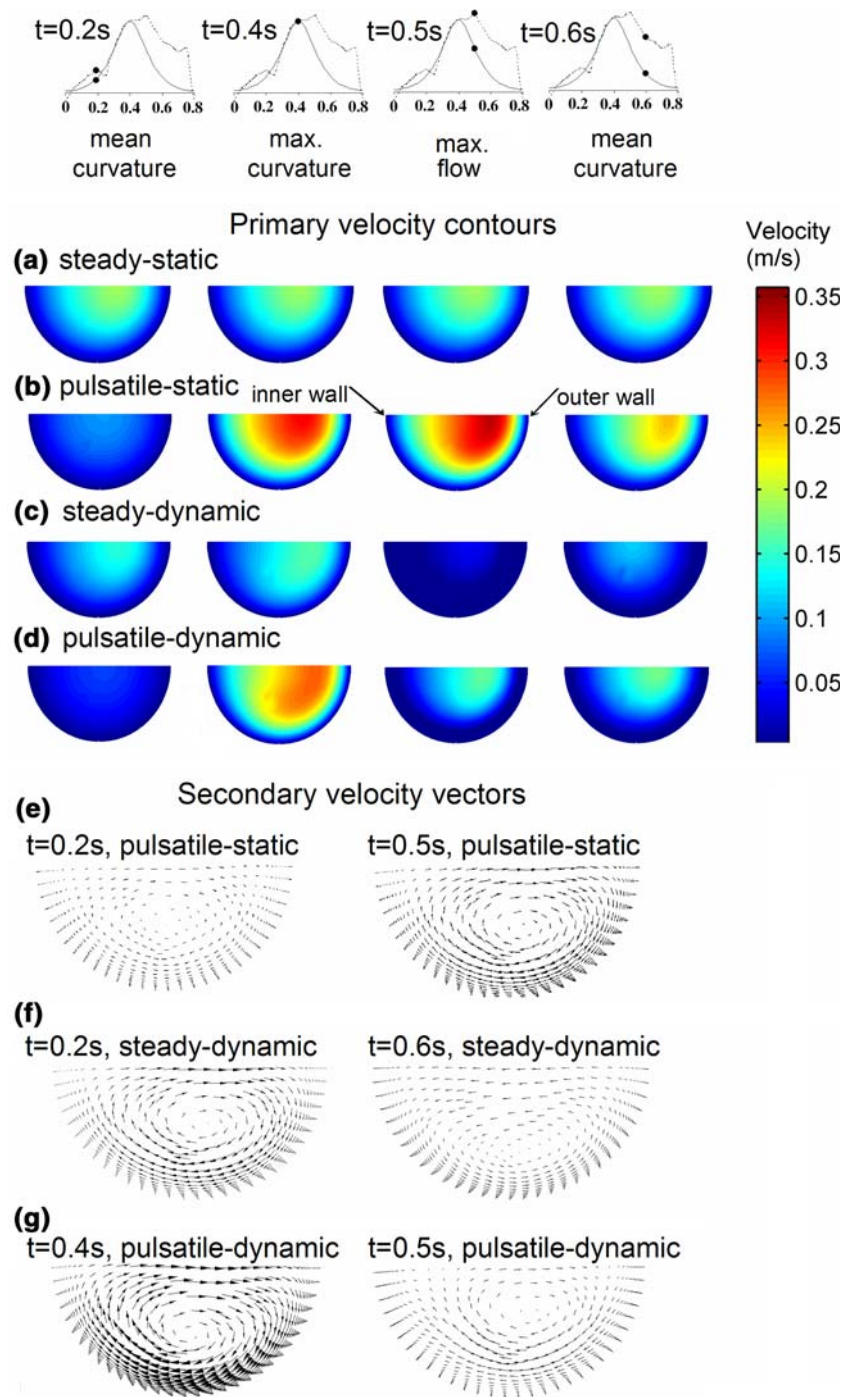 t=0.2s t=0.4s t=0.5s t=0.6s
0 0.2 0.4 0.6 0.8 0 0.2 0.4 0.6 0.8 0 0.2 0.4 0.6 0.8 0 0.2 0.4 0.6 0.8
mean curvature
max. curvature
max. flow
mean curvature
Primary velocity contours
Velocity (m/s)
(a) steady-static
(b) pulsatile-static
inner wall
outer wall
(c) steady-dynamic
(d) pulsatile-dynamic
0.35
0.3
0.25
0.2
0.15
0.1
0.05
Secondary velocity vectors
(e)
t=0.2s, pulsatile-static t=0.5s, pulsatile-static
(f)
t=0.2s, steady-dynamic t=0.6s, steady-dynamic
(g)
t=0.4s, pulsatile-dynamic t=0.5s, pulsatile-dynamic